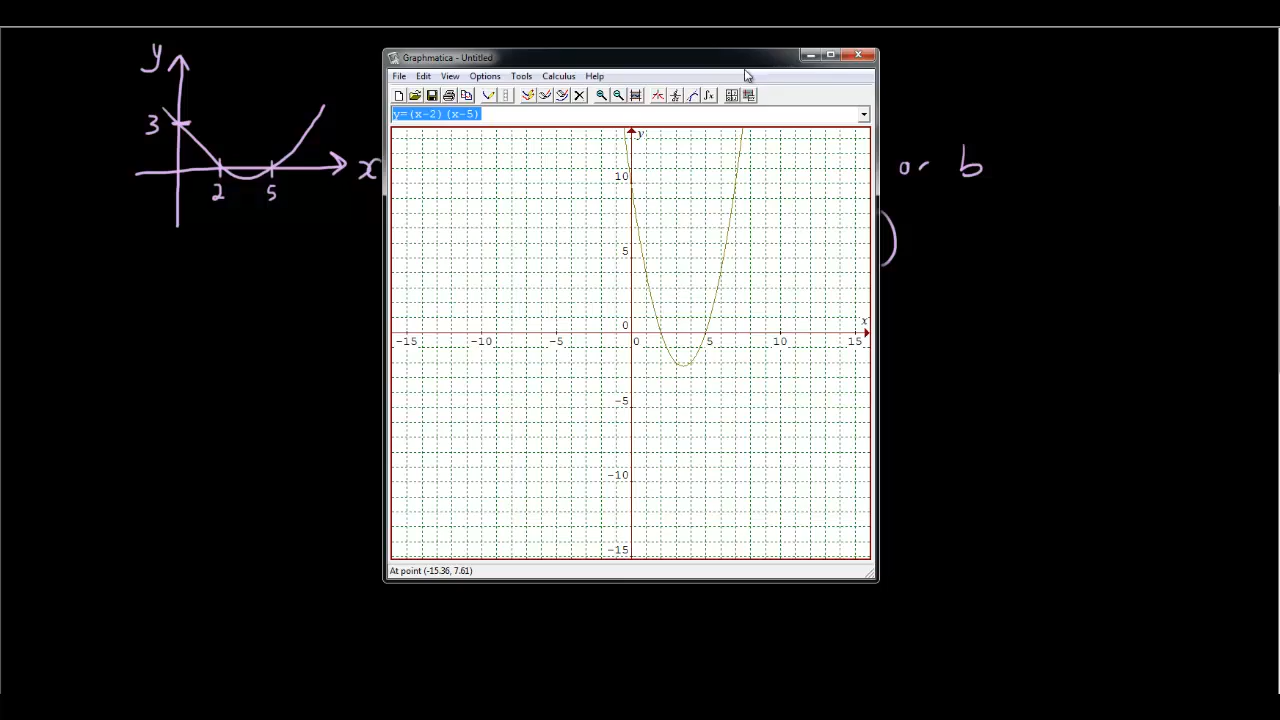 y
3
2 5
x
or b
)
Graphmatica - Untitled
File Edit View Options Tools Calculus Help
y=(x-2)(x-5)
y
10
5
0
x
-15 -10 -5 0 5 10 15
-5
-10
-15
At point (-15.36, 7.61)